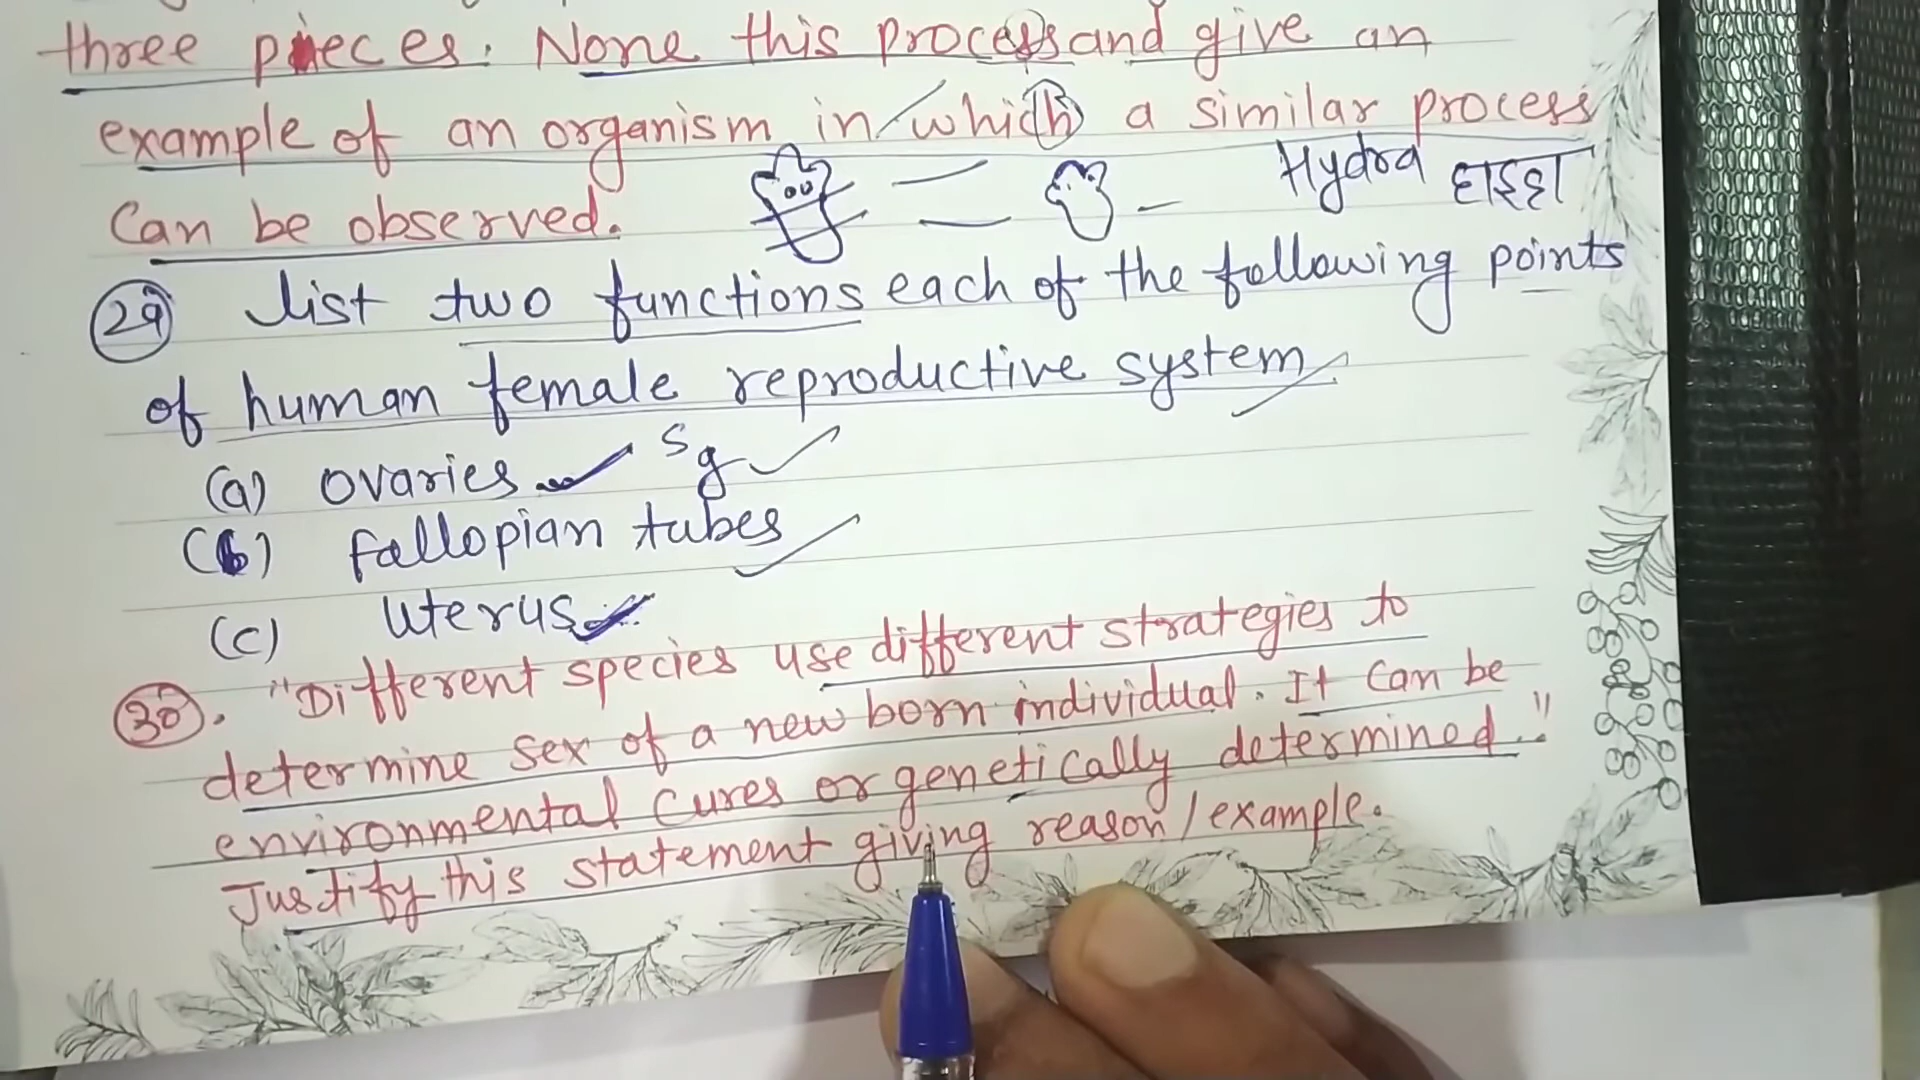 three pieces. None this process and give an
example of an organism in which a similar process
Can be observed.
Hydra हाइड्रा
29 list two functions each of the following points
of human female reproductive system
(a) ovaries
(b) fallopian tubes
(c) uterus
30. "Different species use different strategies to
determine sex of a new born individual. It can be
environmental cures or genetically determined."
Justify this statement giving reason/example.